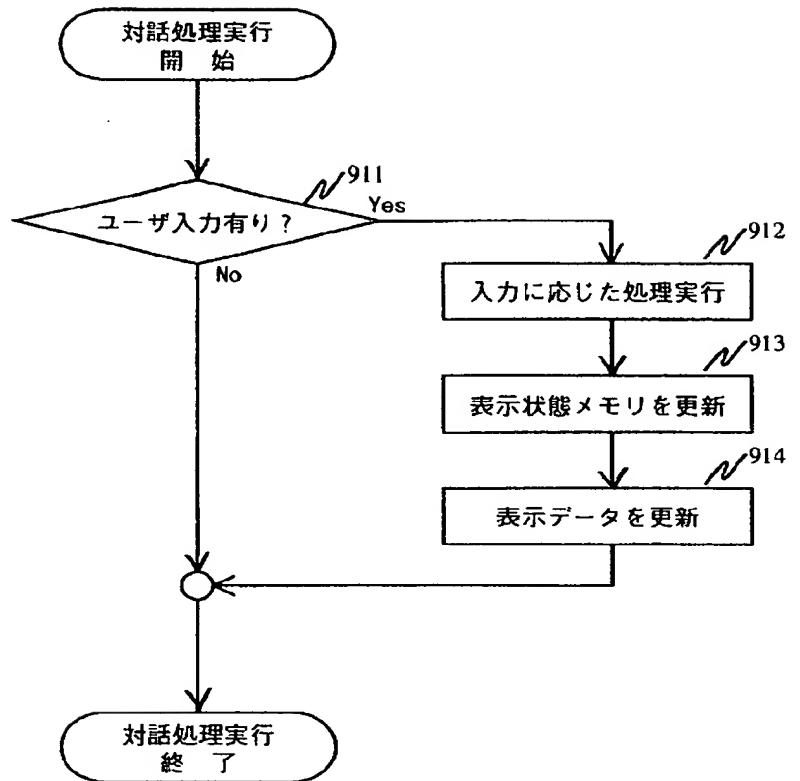 対話処理実行
開 始
911
ユーザ入力有り?
Yes
No
912
入力に応じた処理実行
913
表示状態メモリを更新
914
表示データを更新
対話処理実行
終 了